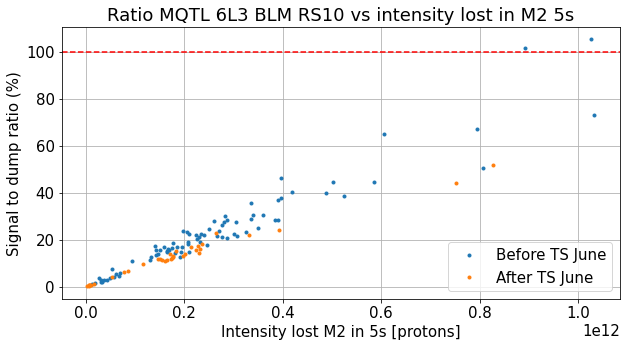 Ratio MQTL 6L3 BLM RS10 vs intensity lost in M2 5s
Signal to dump ratio (%)
100
80
60
40
20
0
Before TS June
After TS June
0.0 0.2 0.4 0.6 0.8 1.0
1e12
Intensity lost M2 in 5s [protons]